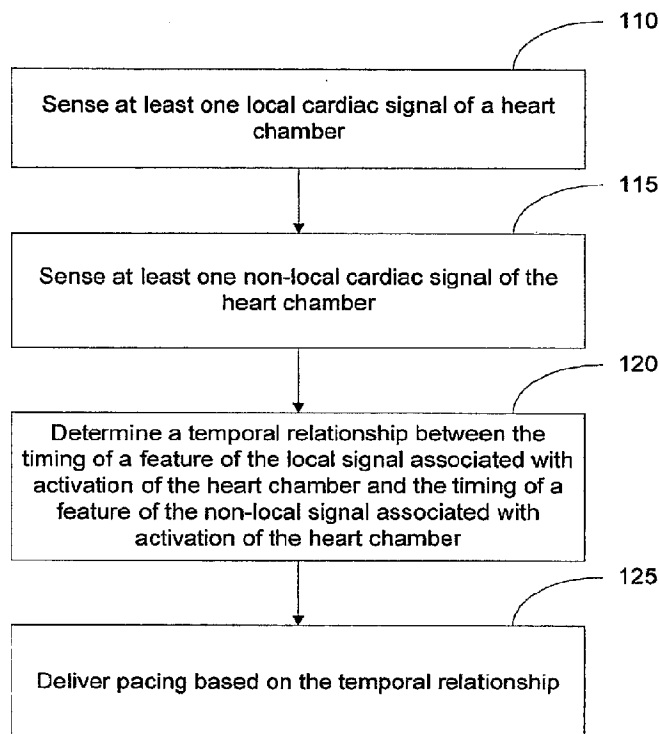 110
Sense at least one local cardiac signal of a heart
chamber
115
Sense at least one non-local cardiac signal of the
heart chamber
120
Determine a temporal relationship between the
timing of a feature of the local signal associated with
activation of the heart chamber and the timing of a
feature of the non-local signal associated with
activation of the heart chamber
125
Deliver pacing based on the temporal relationship